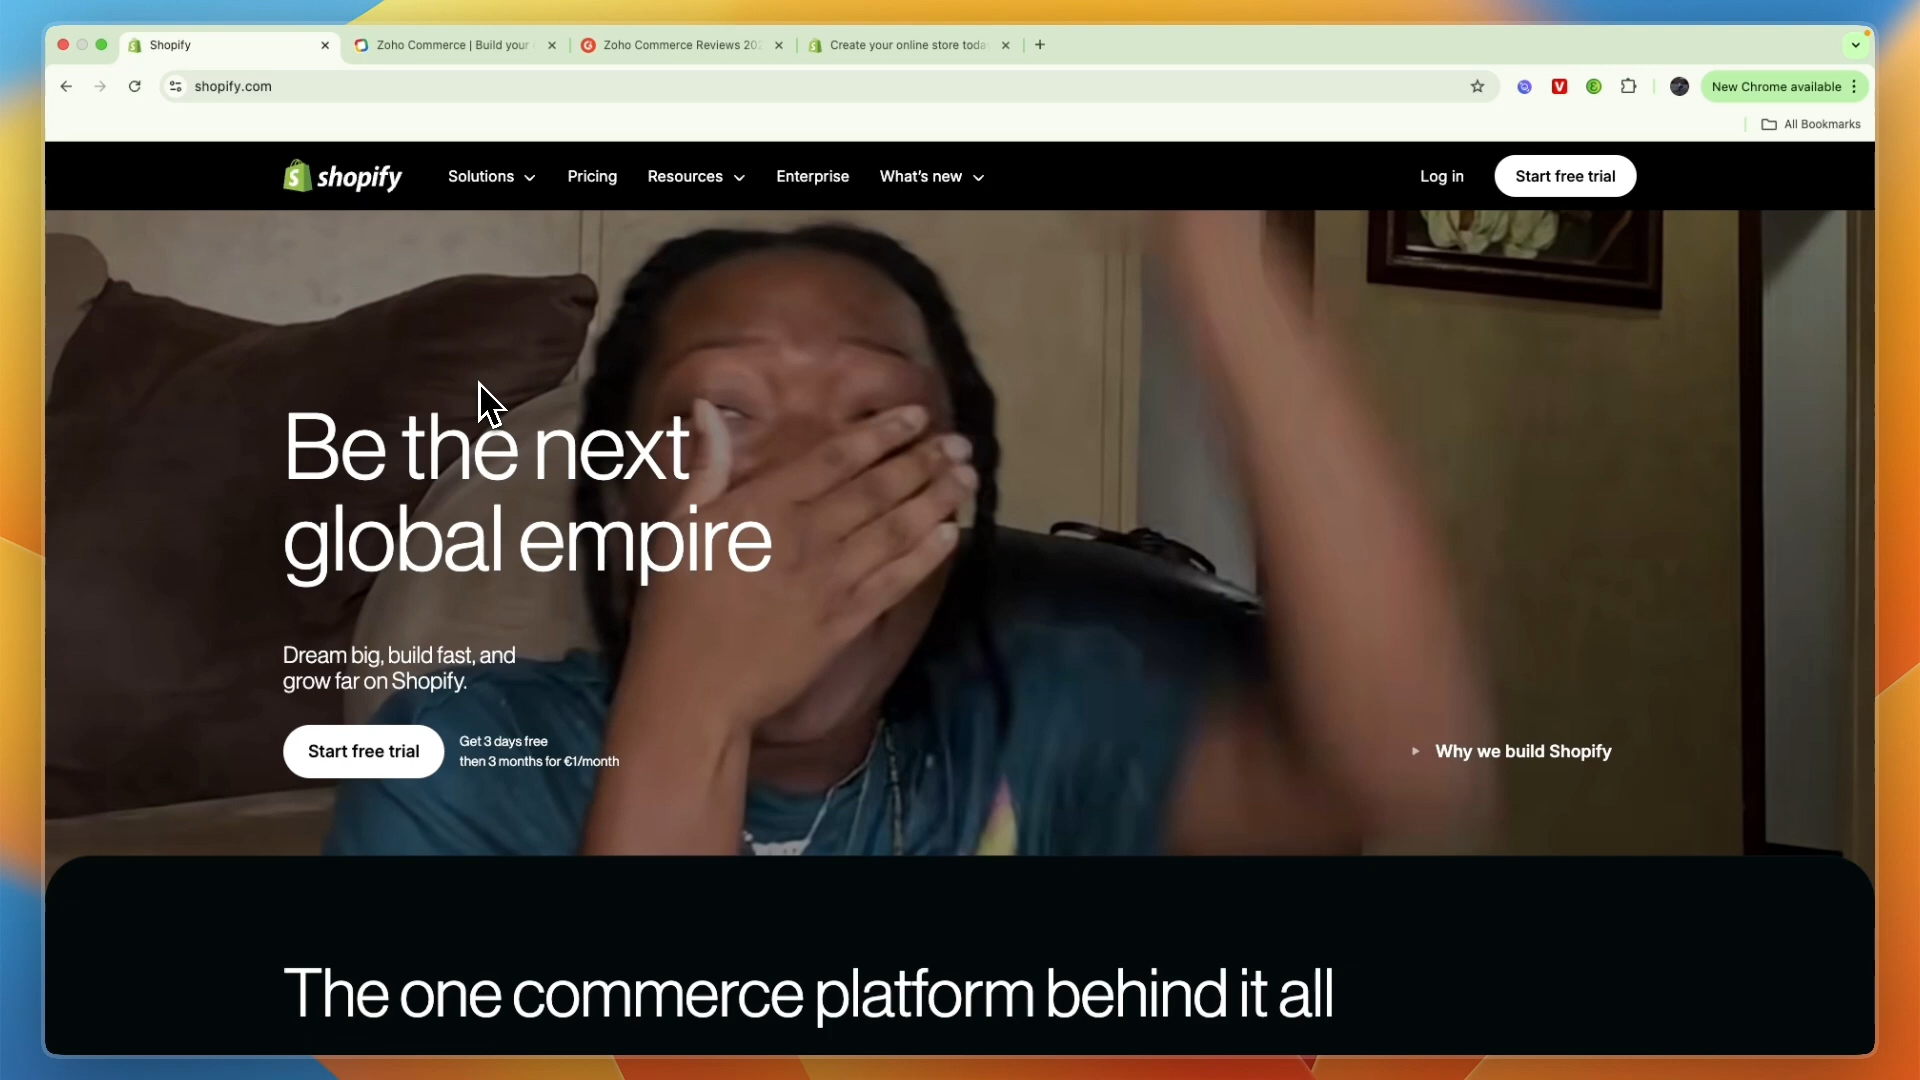 Shopify
Zoho Commerce | Build your
Zoho Commerce Reviews 202
Create your online store toda
shopify.com
New Chrome available
All Bookmarks
shopify
Solutions
Pricing
Resources
Enterprise
What's new
Log in
Start free trial
Be the next
global empire
Dream big, build fast, and
grow far on Shopify.
Start free trial
Get 3 days free
then 3 months for €1/month
Why we build Shopify
The one commerce platform behind it all